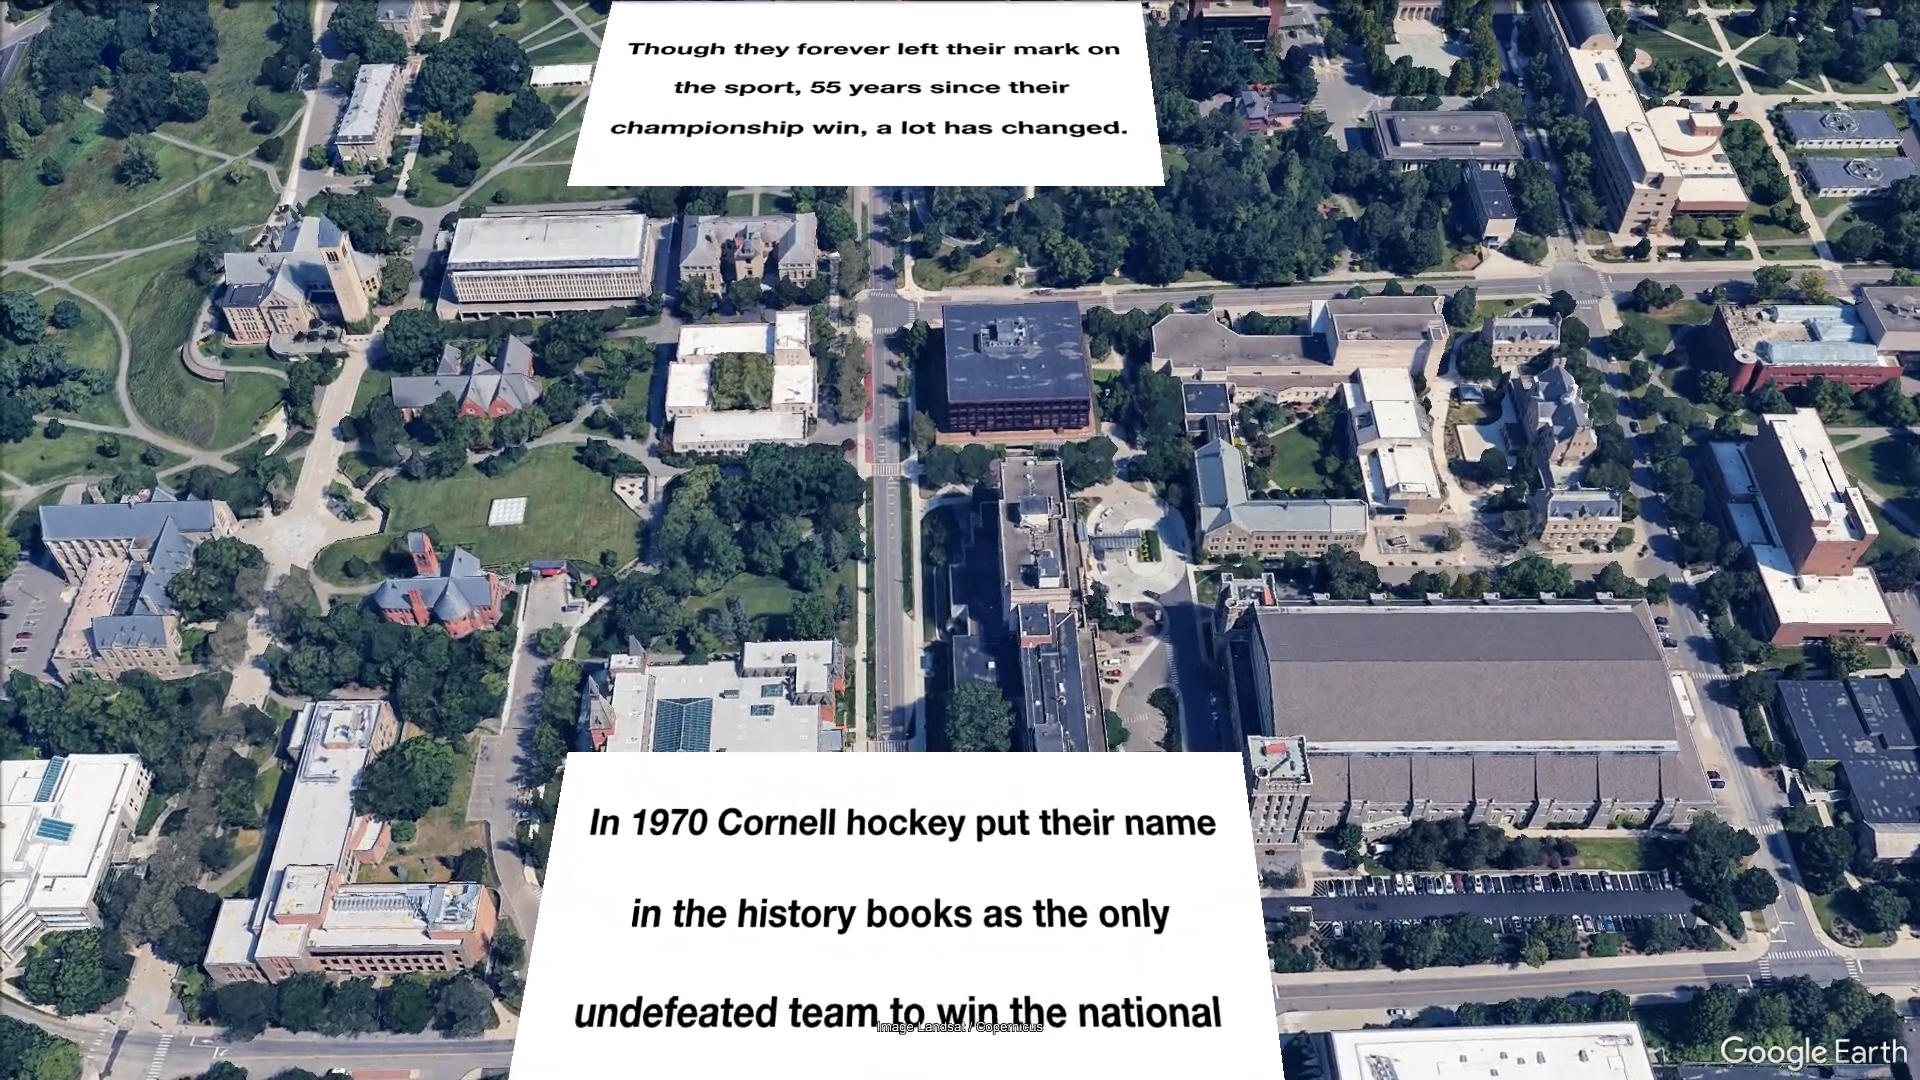 Though they forever left their mark on
the sport, 55 years since their
championship win, a lot has changed.
In 1970 Cornell hockey put their name
in the history books as the only
undefeated team to win the national
Image Landsat / Copernicus
Google Earth